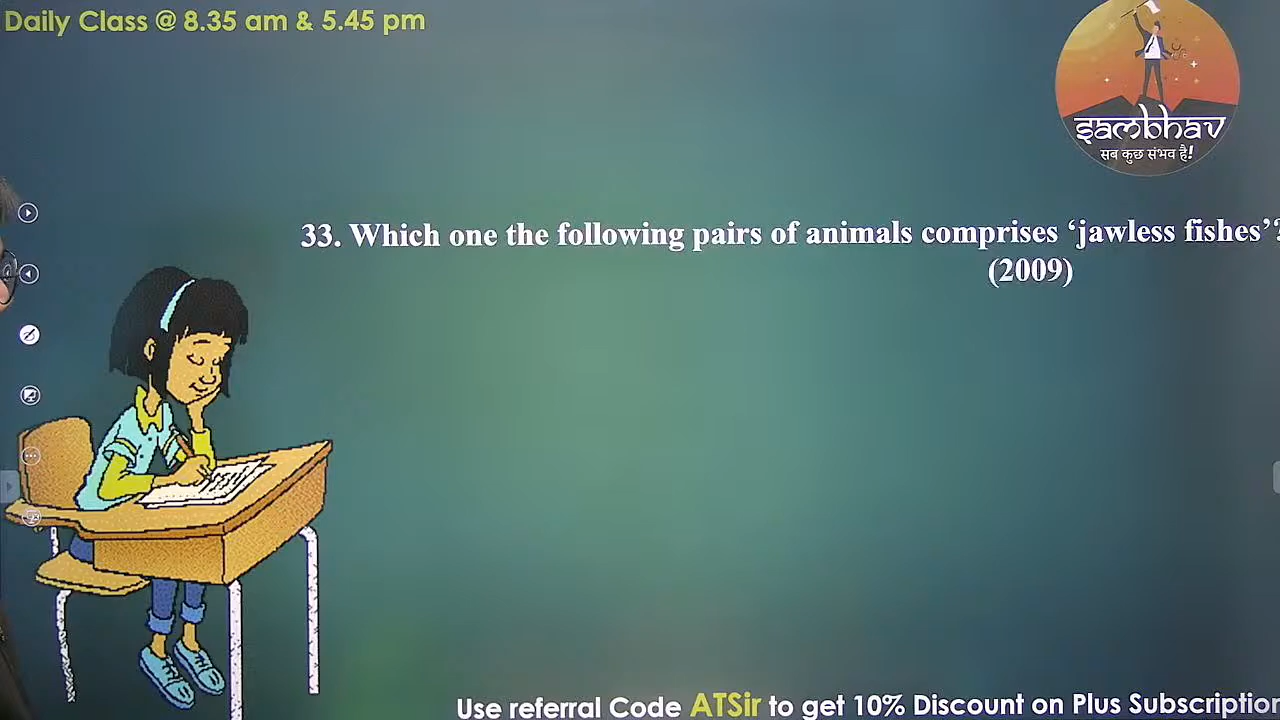 Daily Class @ 8.35 am & 5.45 pm
sambhav
सब कुछ संभव है!
33. Which one the following pairs of animals comprises ‘jawless fishes’?
(2009)
Use referral Code ATSir to get 10% Discount on Plus Subscription